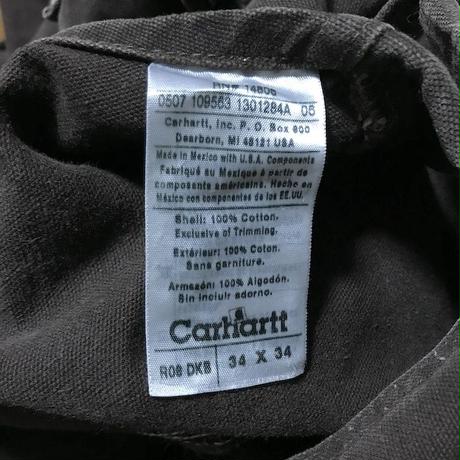 RN# 14806
0507 109563 1301284A 05
Carhartt, Inc. P. O. Box 600
Dearborn, MI 48121 USA
Made in Mexico with U.S.A. Components
Fabriqué au Mexique à partir de
composants américains. Hecho en
México con componentes de los EE.UU.
Shell: 100% Cotton.
Exclusive of Trimming.
Extérieur: 100% Coton.
Sans garniture.
Armazón: 100% Algodón.
Sin incluir adorno.
Carhartt
R08 DKB 34 X 34